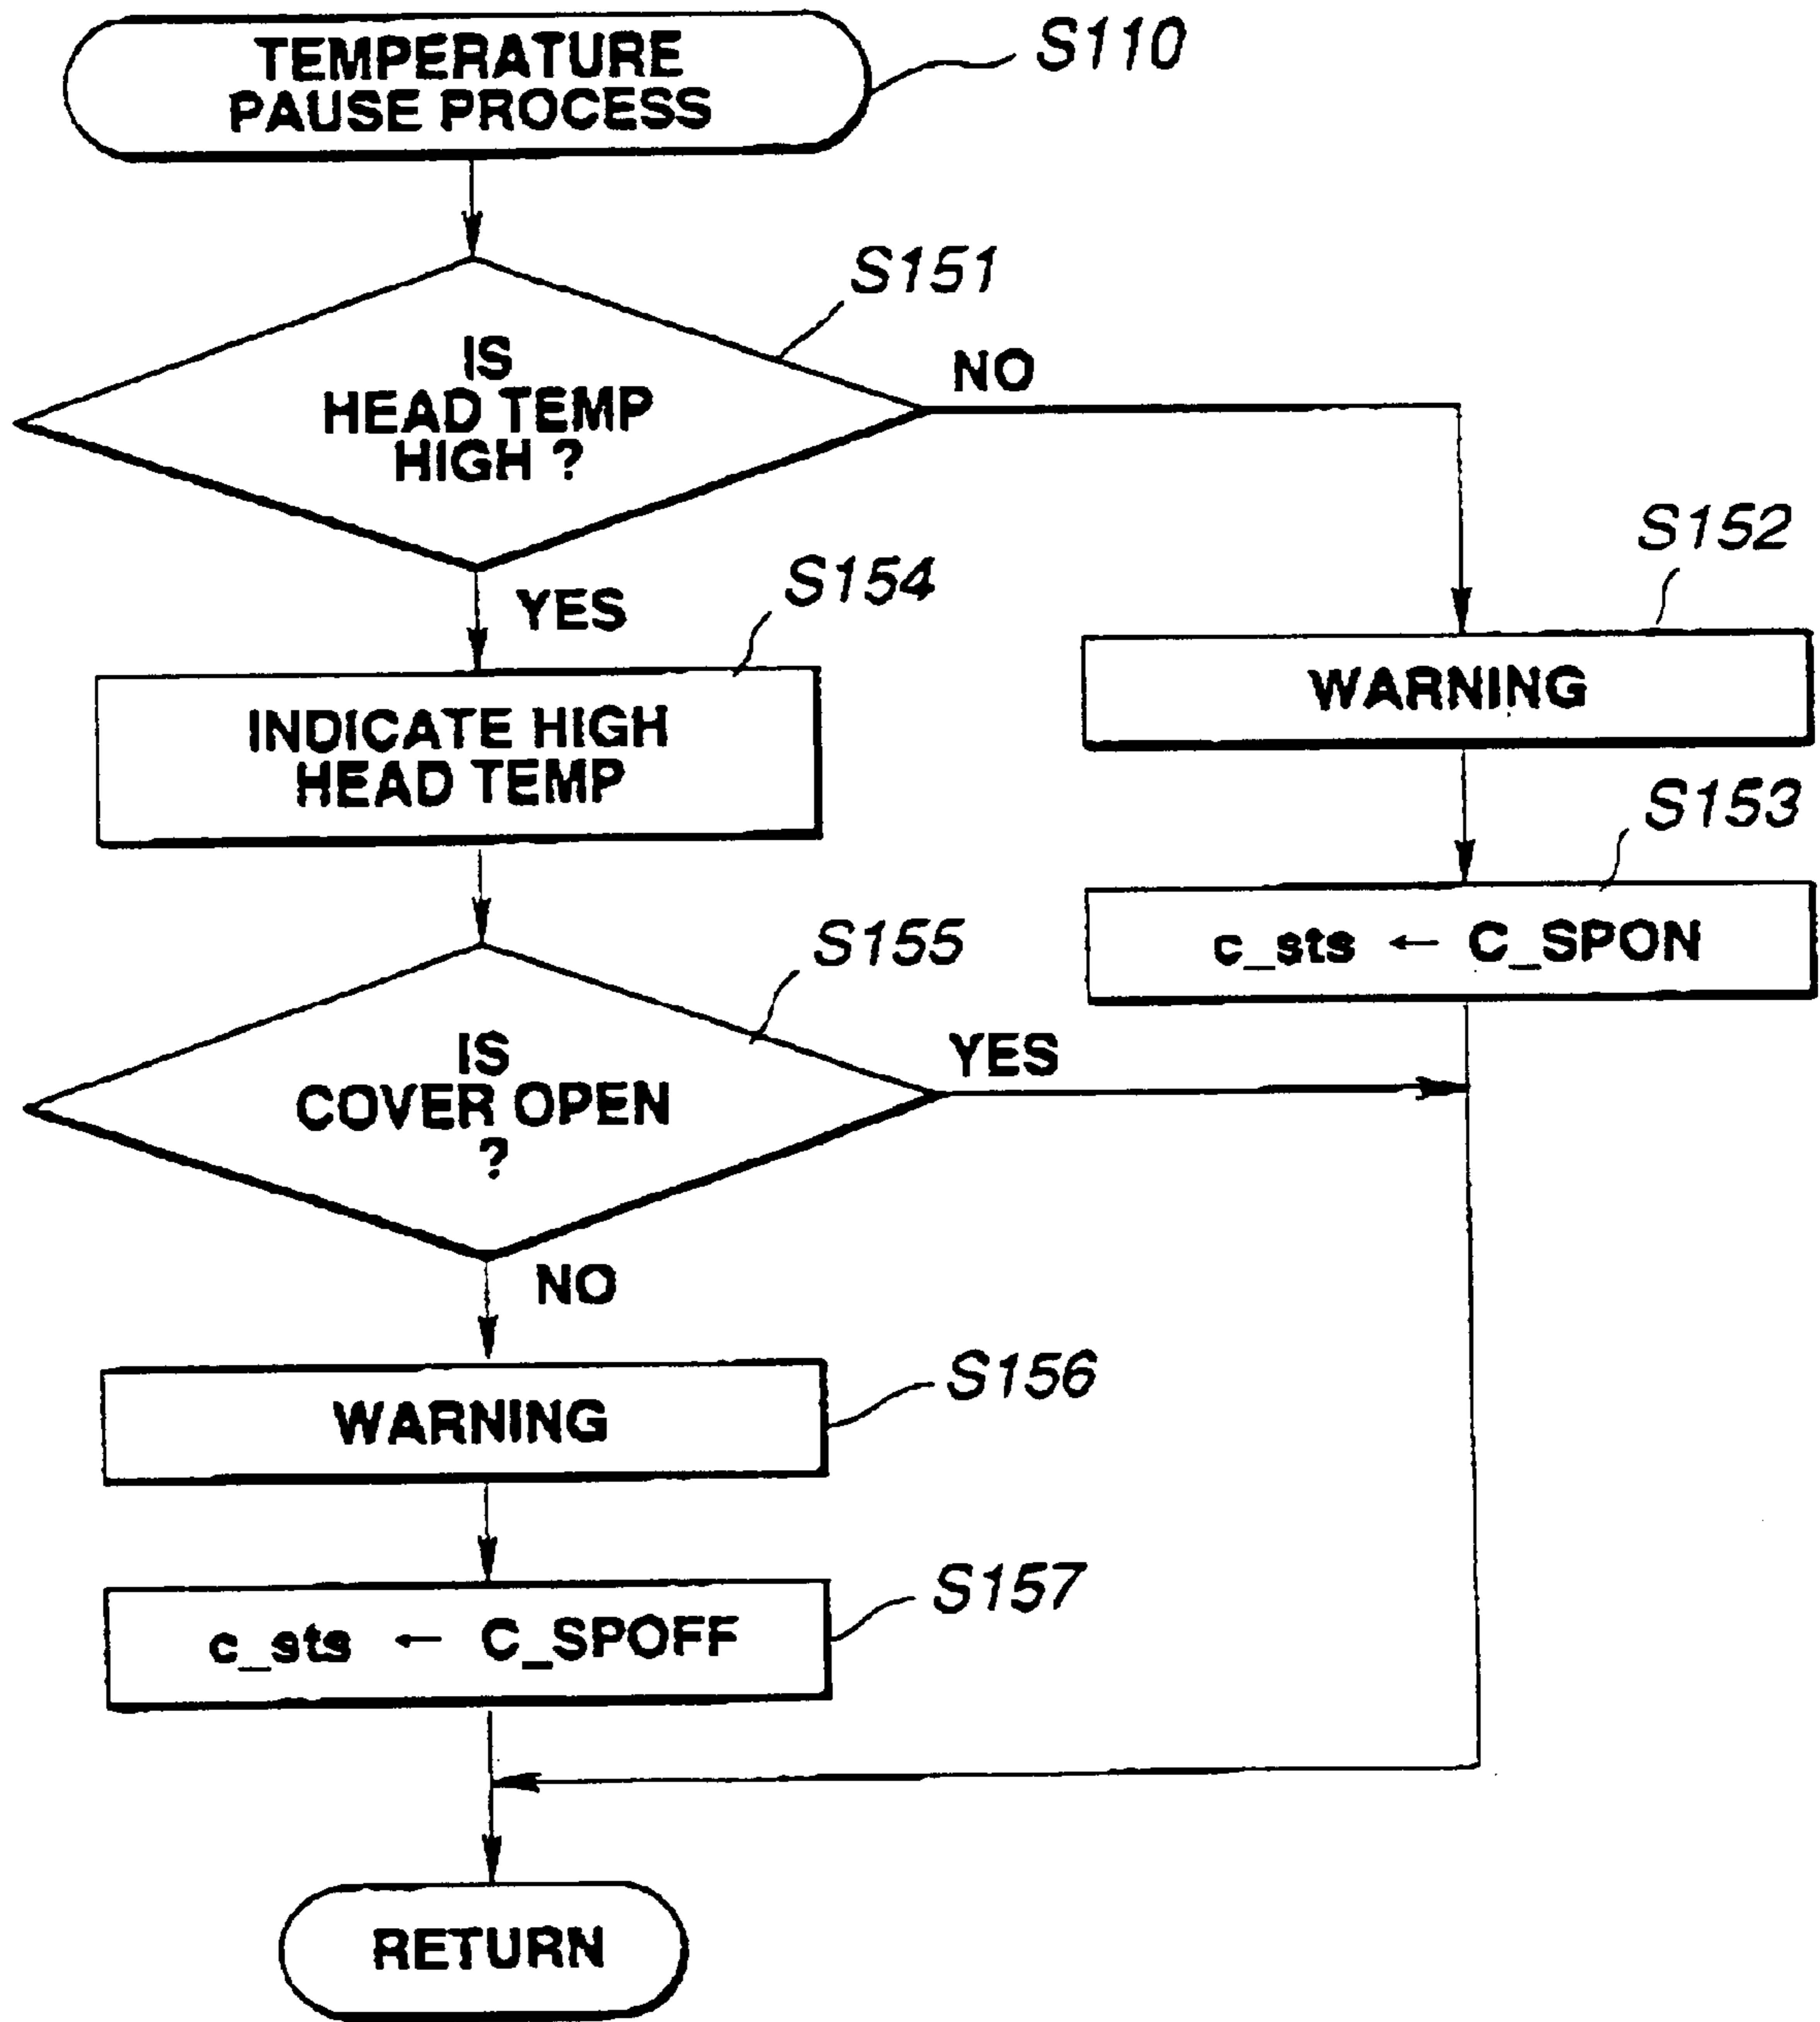 TEMPERATURE
PAUSE PROCESS
S110
S151
IS
HEAD TEMP
HIGH ?
NO
S152
WARNING
S153
c_sts ← C_SPON
YES
S154
INDICATE HIGH
HEAD TEMP
S155
IS
COVER OPEN
?
YES
NO
WARNING
S156
S157
c_sts ← C_SPOFF
RETURN